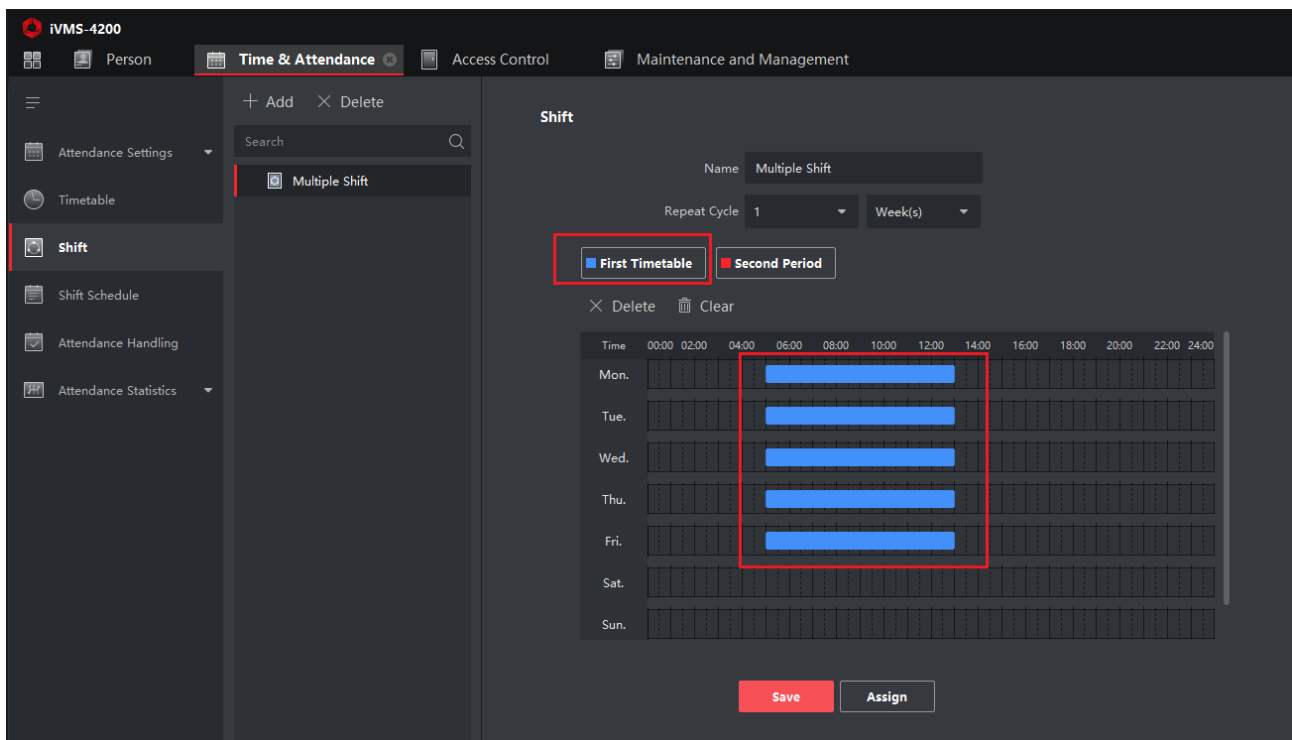 iVMS-4200
Person Time & Attendance Access Control Maintenance and Management
Add Delete
Search
Multiple Shift
Attendance Settings
Timetable
Shift
Shift Schedule
Attendance Handling
Attendance Statistics
Shift
Name Multiple Shift
Repeat Cycle 1 Week(s)
First Timetable Second Period
Delete Clear
Time 00:00 02:00 04:00 06:00 08:00 10:00 12:00 14:00 16:00 18:00 20:00 22:00 24:00
Mon.
Tue.
Wed.
Thu.
Fri.
Sat.
Sun.
Save Assign